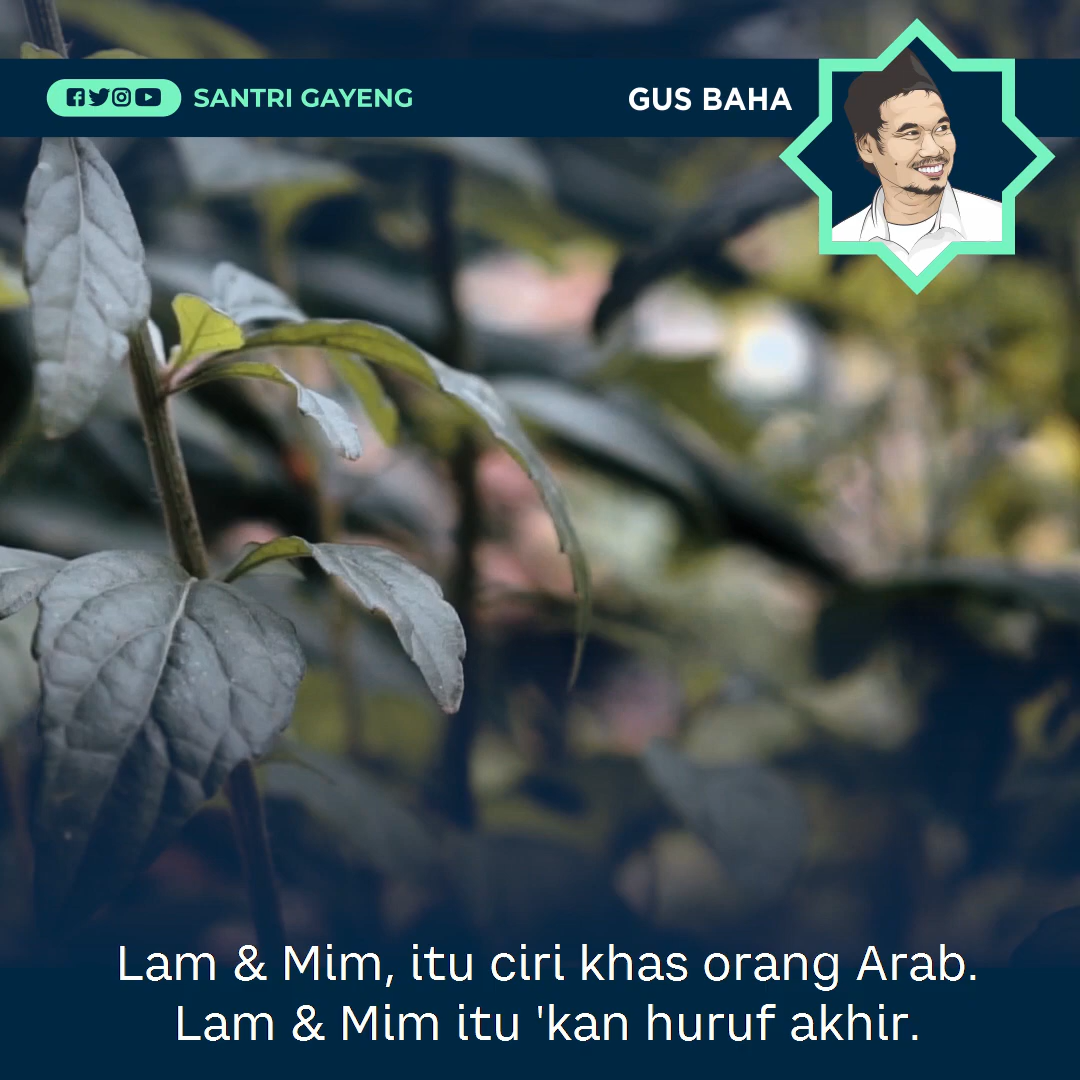 SANTRI GAYENG
GUS BAHA
Lam & Mim, itu ciri khas orang Arab.
Lam & Mim itu 'kan huruf akhir.